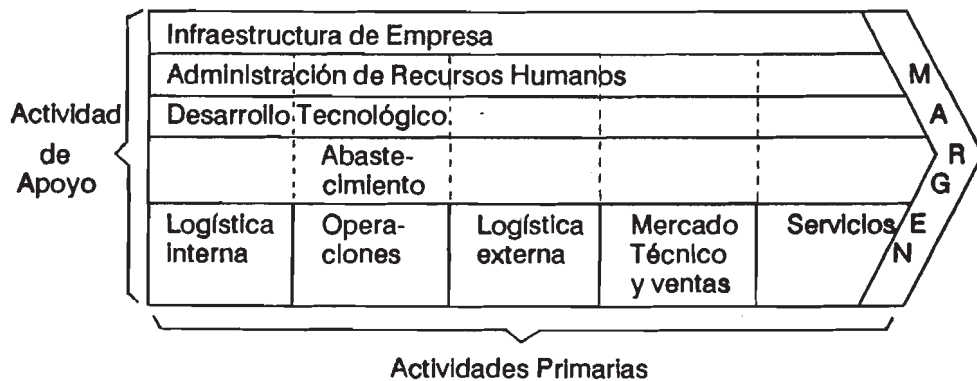 Infraestructura de Empresa
Administración de Recursos Humanos
Desarrollo Tecnológico
Abaste-
cimiento
Actividad
de
Apoyo
Logística
interna
Opera-
ciones
Logística
externa
Mercado
Técnico
y ventas
Servicios
MARGEN
Actividades Primarias